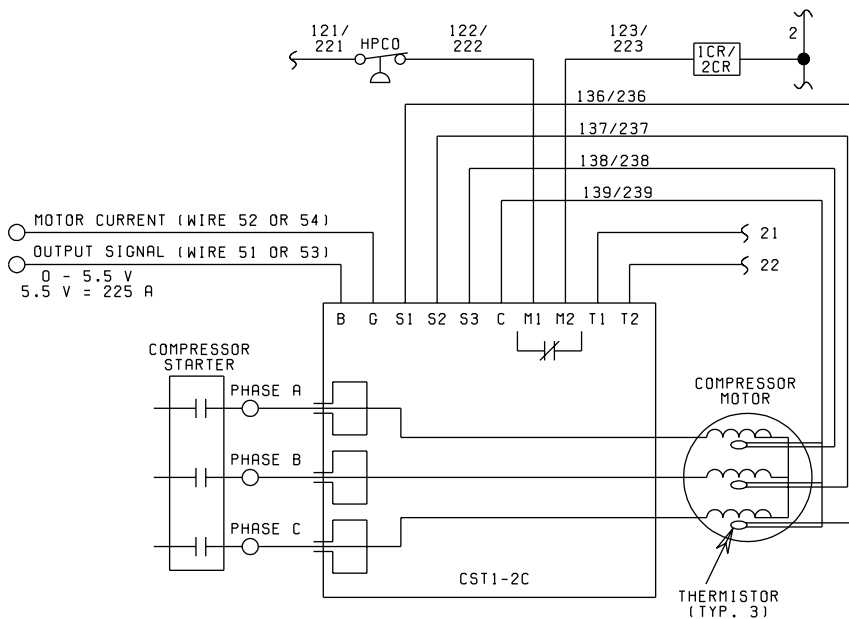 121/
221
HPCO
122/
222
123/
223
1CR/
2CR
2
136/236
137/237
138/238
139/239
MOTOR CURRENT (WIRE 52 OR 54)
OUTPUT SIGNAL (WIRE 51 OR 53)
0 - 5.5 V
5.5 V = 225 A
21
22
B G S1 S2 S3 C M1 M2 T1 T2
COMPRESSOR
STARTER
PHASE A
PHASE B
PHASE C
COMPRESSOR
MOTOR
CST1-2C
THERMISTOR
(TYP. 3)